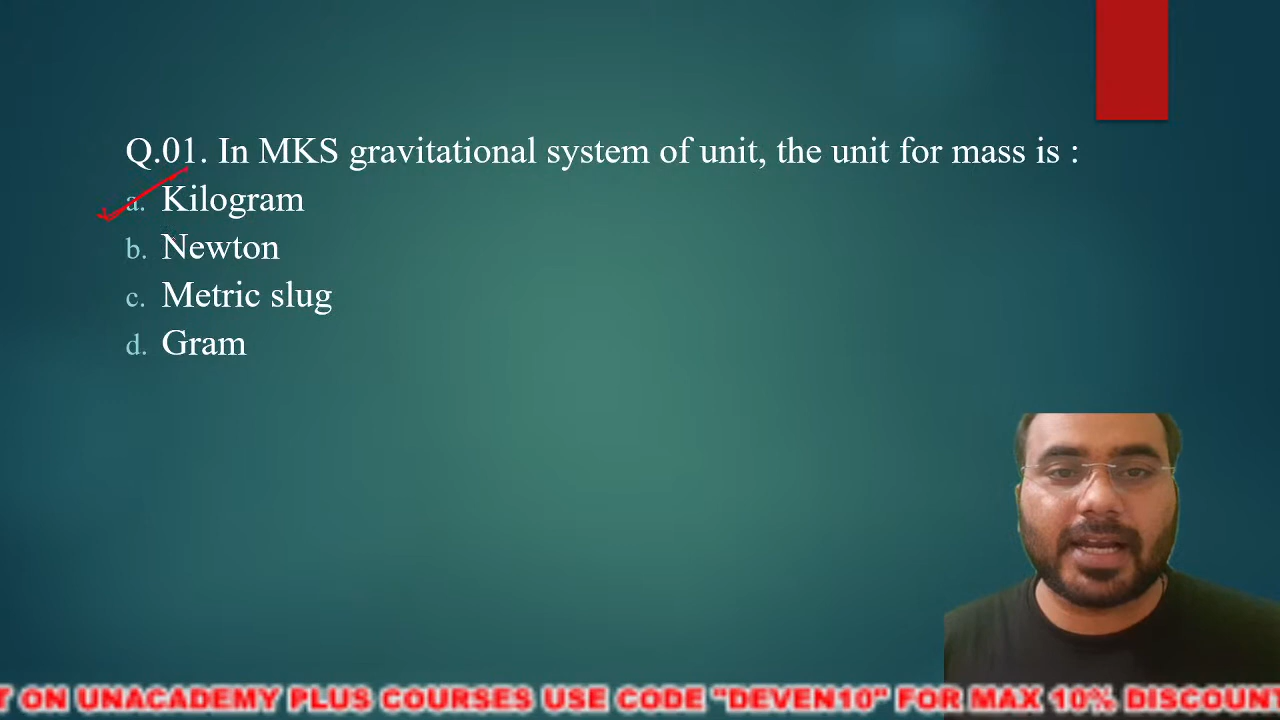 Q.01. In MKS gravitational system of unit, the unit for mass is :
a. Kilogram
b. Newton
c. Metric slug
d. Gram
T ON UNACADEMY PLUS COURSES USE CODE "DEVEN10" FOR MAX 10% DISCOUNT